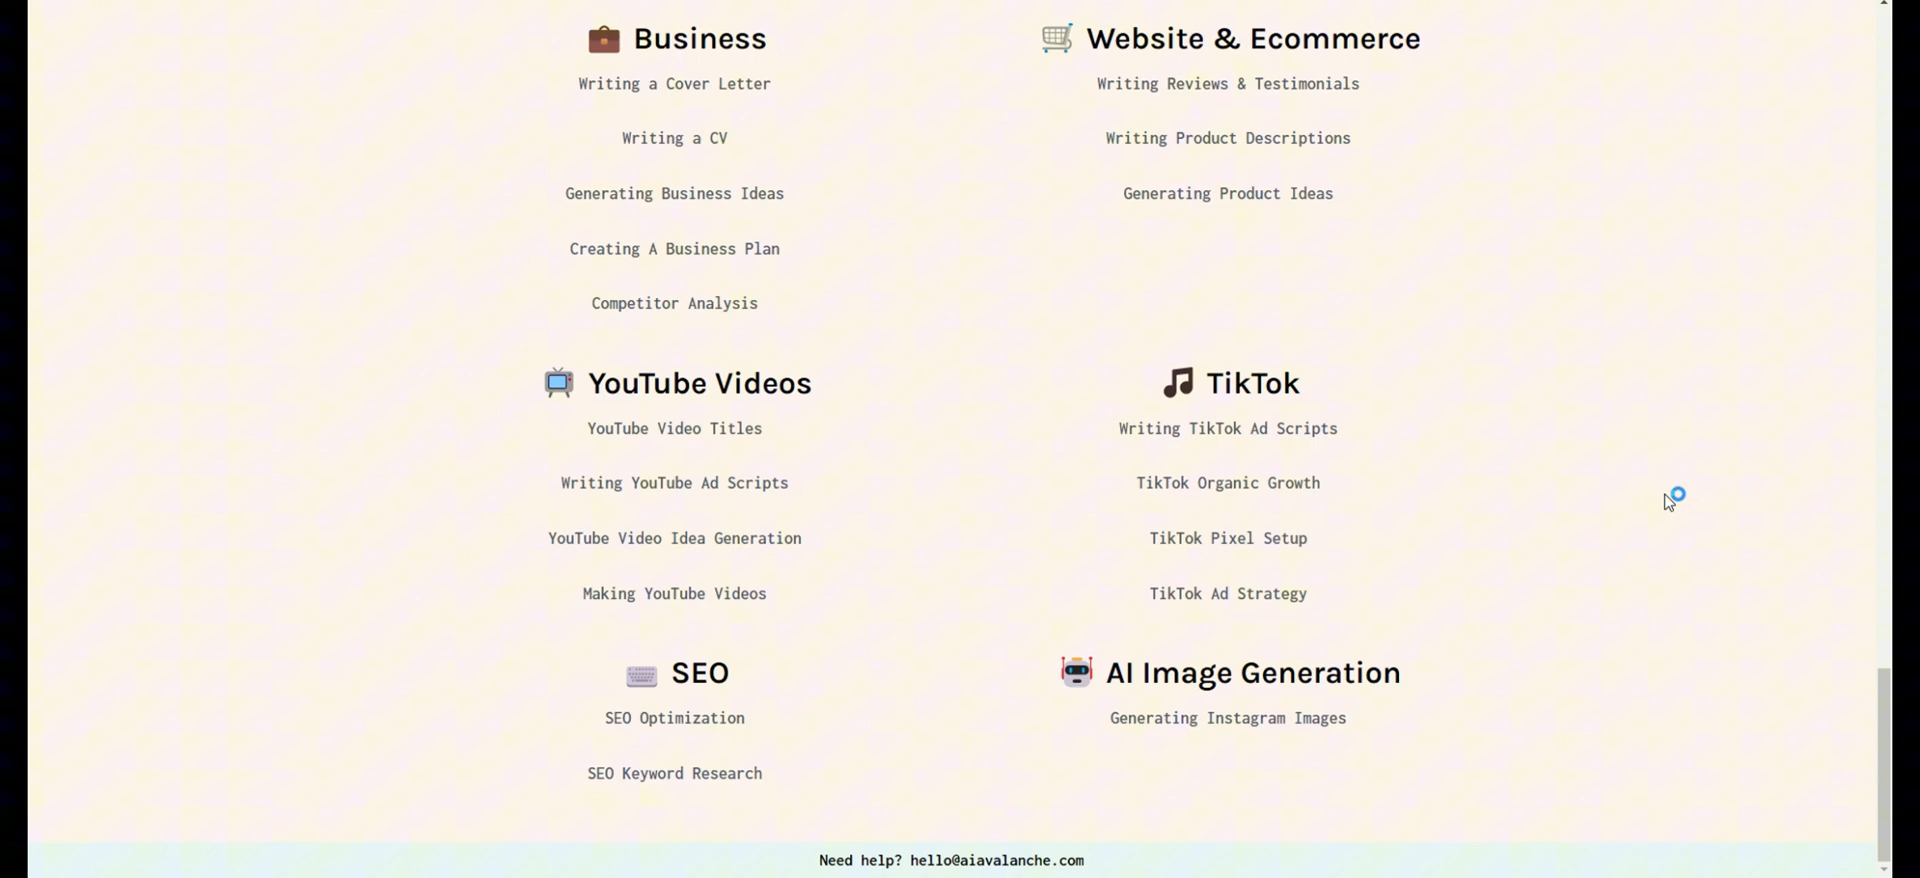 Business
Writing a Cover Letter
Writing a CV
Generating Business Ideas
Creating A Business Plan
Competitor Analysis
Website & Ecommerce
Writing Reviews & Testimonials
Writing Product Descriptions
Generating Product Ideas
YouTube Videos
YouTube Video Titles
Writing YouTube Ad Scripts
YouTube Video Idea Generation
Making YouTube Videos
TikTok
Writing TikTok Ad Scripts
TikTok Organic Growth
TikTok Pixel Setup
TikTok Ad Strategy
SEO
SEO Optimization
SEO Keyword Research
AI Image Generation
Generating Instagram Images
Need help? hello@aiavalanche.com